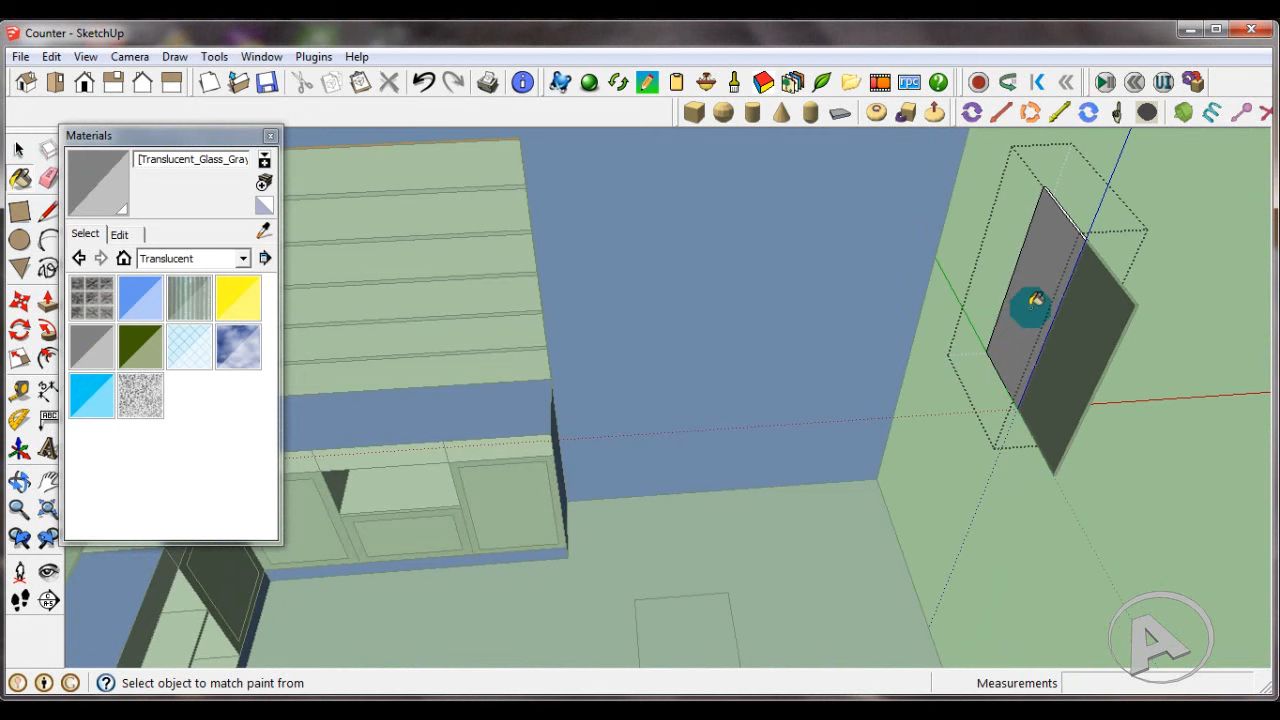 Counter - SketchUp
File Edit View Camera Draw Tools Window Plugins Help
Materials
[Translucent_Glass_Gray
Select Edit
Translucent
Select object to match paint from
Measurements
A